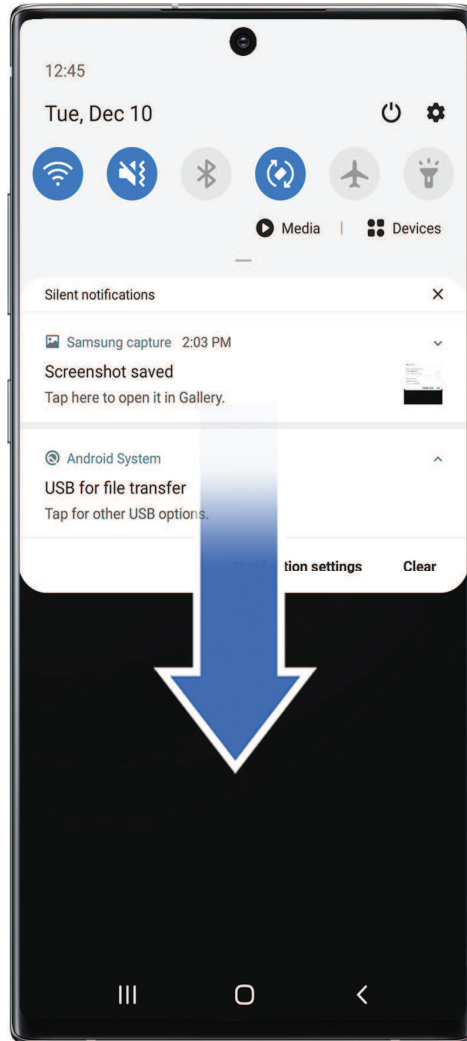 12:45
Tue, Dec 10
Media | Devices
Silent notifications
Samsung capture 2:03 PM
Screenshot saved
Tap here to open it in Gallery.
Android System
USB for file transfer
Tap for other USB options.
settings Clear